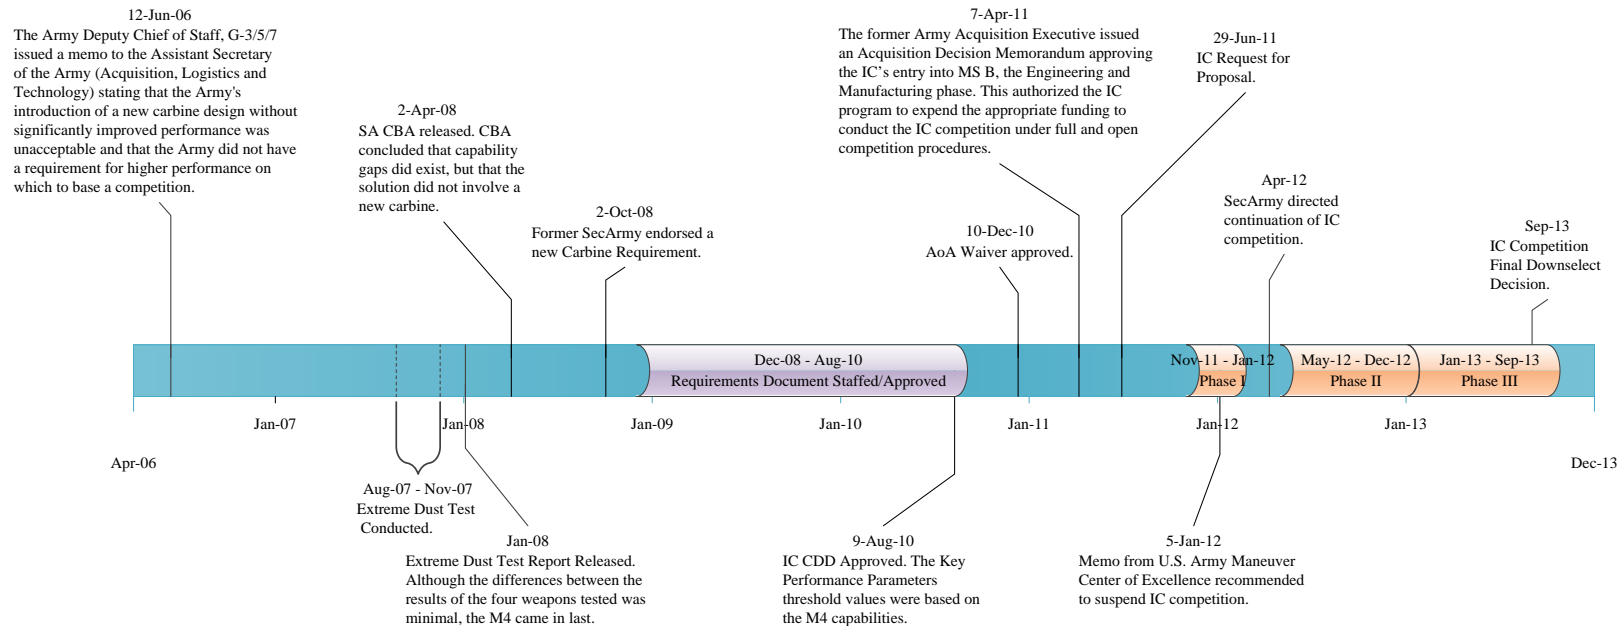 12-Jun-06
The Army Deputy Chief of Staff, G-3/5/7
issued a memo to the Assistant Secretary
of the Army (Acquisition, Logistics and
Technology) stating that the Army's
introduction of a new carbine design without
significantly improved performance was
unacceptable and that the Army did not have
a requirement for higher performance on
which to base a competition.
2-Apr-08
SA CBA released. CBA
concluded that capability
gaps did exist, but that the
solution did not involve a
new carbine.
2-Oct-08
Former SecArmy endorsed a
new Carbine Requirement.
7-Apr-11
The former Army Acquisition Executive issued
an Acquisition Decision Memorandum approving
the IC’s entry into MS B, the Engineering and
Manufacturing phase. This authorized the IC
program to expend the appropriate funding to
conduct the IC competition under full and open
competition procedures.
10-Dec-10
AoA Waiver approved.
29-Jun-11
IC Request for
Proposal.
Apr-12
SecArmy directed
continuation of IC
competition.
Sep-13
IC Competition
Final Downselect
Decision.
Dec-08 - Aug-10
Requirements Document Staffed/Approved
Nov-11 - Jan-12
Phase I
May-12 - Dec-12
Phase II
Jan-13 - Sep-13
Phase III
Jan-07
Jan-08
Jan-09
Jan-10
Jan-11
Jan-12
Jan-13
Apr-06
Dec-13
Aug-07 - Nov-07
Extreme Dust Test
Conducted.
Jan-08
Extreme Dust Test Report Released.
Although the differences between the
results of the four weapons tested was
minimal, the M4 came in last.
9-Aug-10
IC CDD Approved. The Key
Performance Parameters
threshold values were based on
the M4 capabilities.
5-Jan-12
Memo from U.S. Army Maneuver
Center of Excellence recommended
to suspend IC competition.